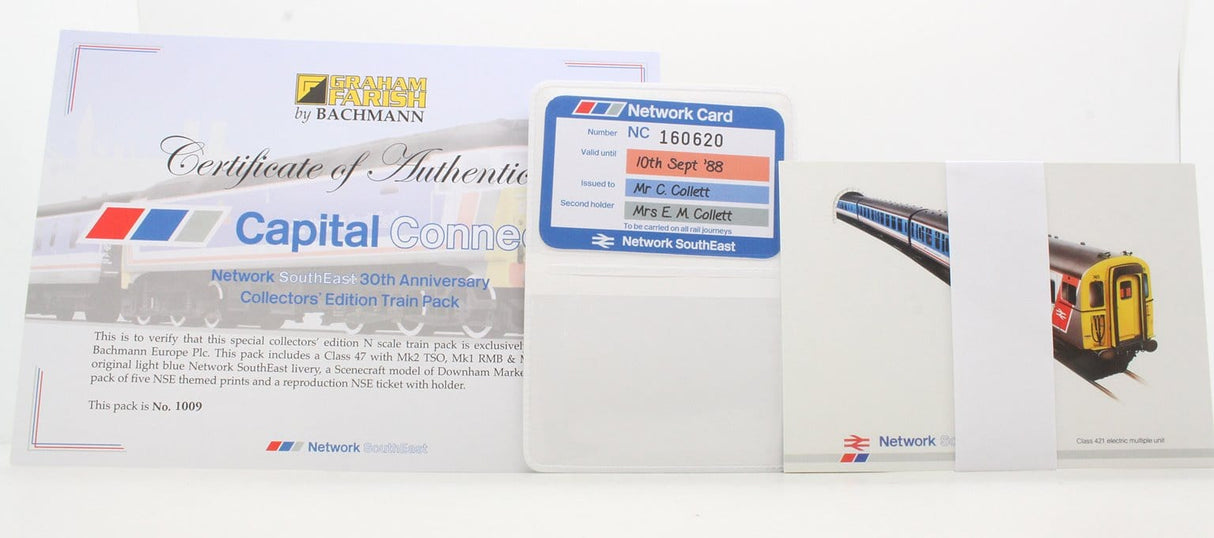 GRAHAM
FARISH
by BACHMANN
Certificate of
Capital
Network SouthEast 30th Anniversary
Collectors' Edition Train Pack
This is to verify that this special collectors' edition N scale train pack is
Bachmann Europe Plc. This pack includes a Class 47 with Mk2 TSO, Mk1 RMB &
original light blue Network SouthEast livery, a Scenecraft model of Downham
pack of five NSE themed prints and a reproduction NSE ticket with holder.
This pack is No. 1009
Network SouthEast
Network Card
Number NC 160620
Valid until 10th Sept '88
Issued to Mr C. Collett
Second holder Mrs E. M. Collett
To be carried on all rail journeys
Network SouthEast
Network
Class 421 electric multiple unit